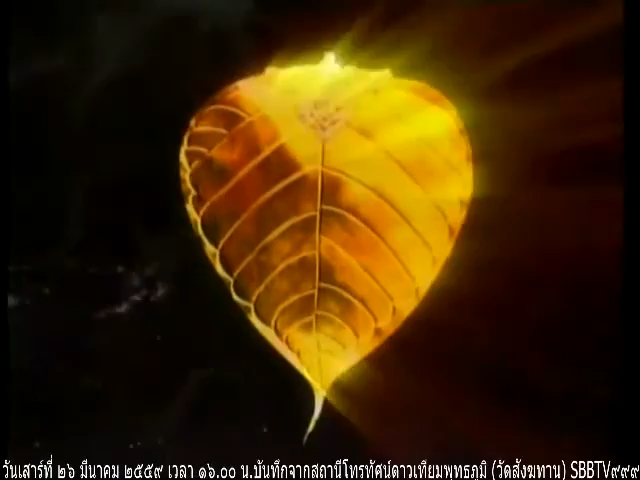 วันเสาร์ที่ ๒๖ มีนาคม ๒๕๕๙ เวลา ๑๖.๐๐ น.บันทึกจากสถานีโทรทัศน์ดาวเทียมพุทธภูมิ (วัดสังฆทาน) SBBTV๙๙๙